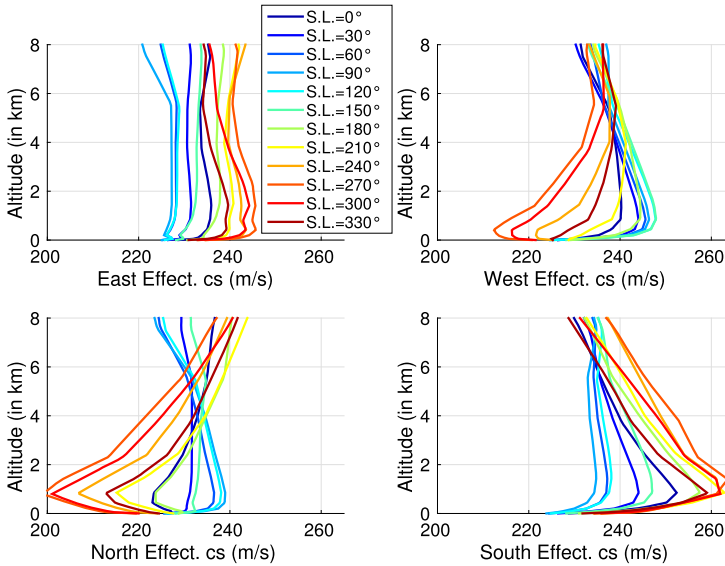 8
6
4
2
0
Altitude (in km)
200
220
240
260
East Effect. cs (m/s)
S.L.=0°
S.L.=30°
S.L.=60°
S.L.=90°
S.L.=120°
S.L.=150°
S.L.=180°
S.L.=210°
S.L.=240°
S.L.=270°
S.L.=300°
S.L.=330°
8
6
4
2
0
Altitude (in km)
200
220
240
260
West Effect. cs (m/s)
8
6
4
2
0
Altitude (in km)
200
220
240
260
North Effect. cs (m/s)
8
6
4
2
0
Altitude (in km)
200
220
240
260
South Effect. cs (m/s)